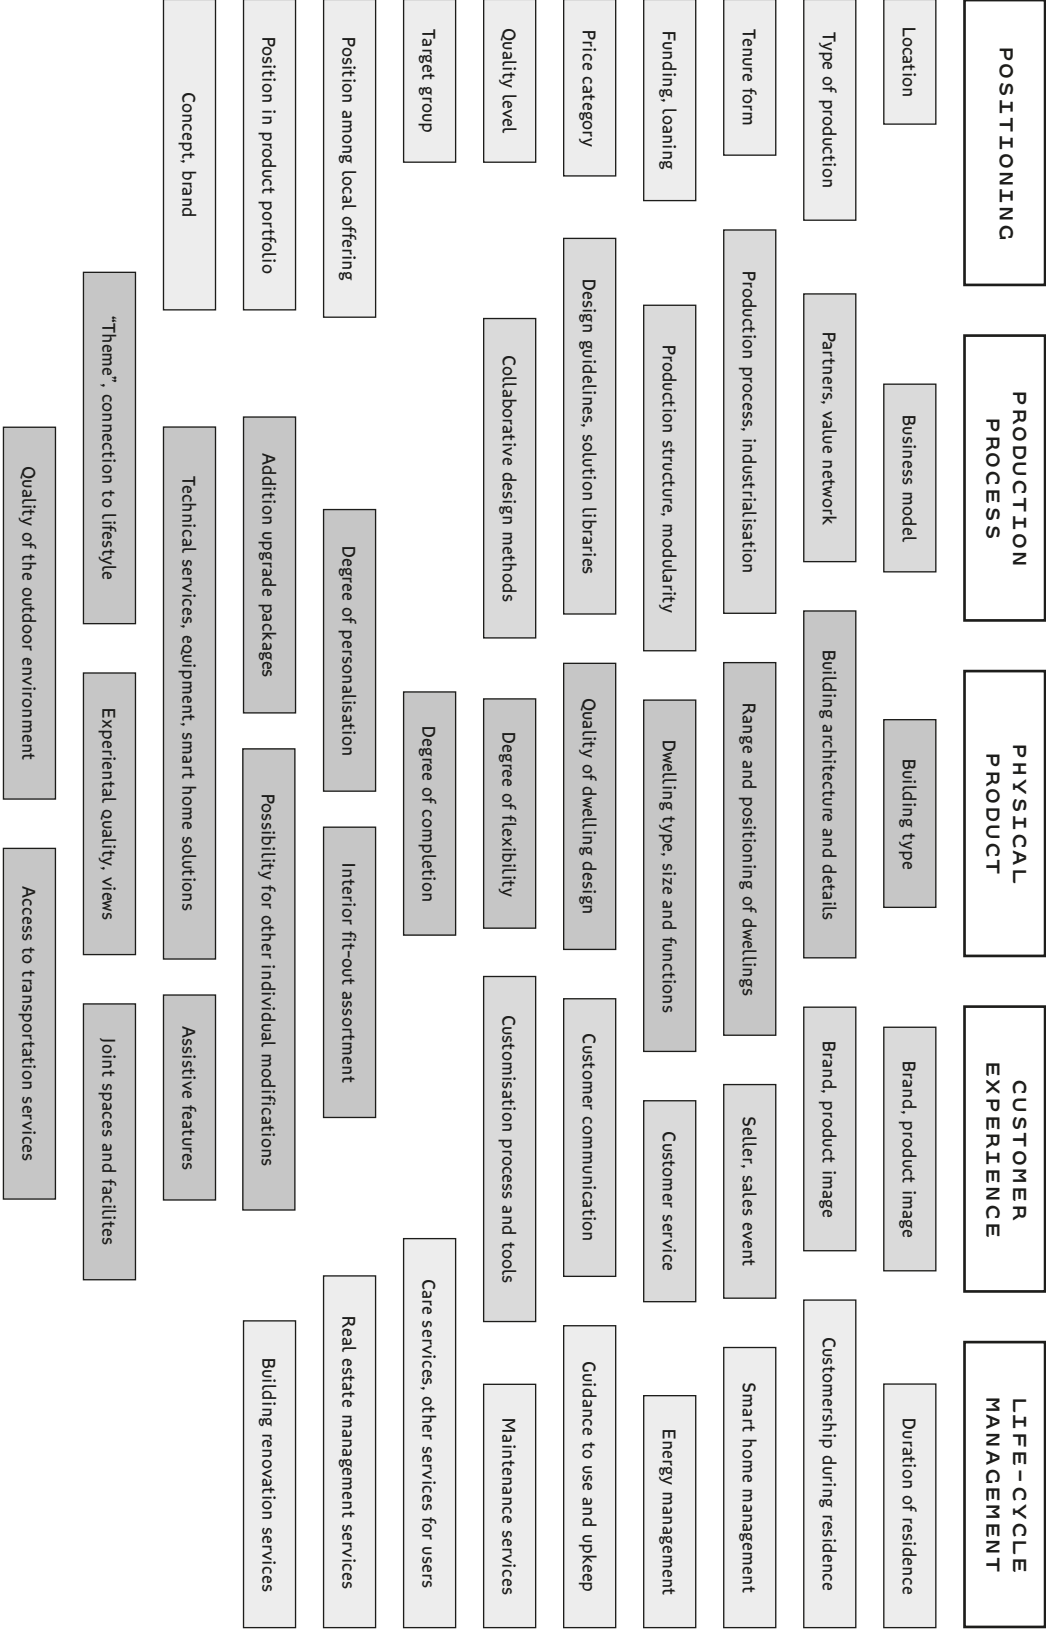 POSITIONING
PRODUCTION
PROCESS
PHYSICAL
PRODUCT
CUSTOMER
EXPERIENCE
LIFE-CYCLE
MANAGEMENT
Location
Business model
Building type
Brand, product image
Duration of residence
Type of production
Partners, value network
Building architecture and details
Brand, product image
Customership during residence
Tenure form
Production process, industrialisation
Range and positioning of dwellings
Seller, sales event
Smart home management
Funding, loaning
Production structure, modularity
Dwelling type, size and functions
Customer service
Energy management
Price category
Design guidelines, solution libraries
Quality of dwelling design
Customer communication
Guidance to use and upkeep
Quality level
Collaborative design methods
Degree of flexibility
Customisation process and tools
Maintenance services
Target group
Degree of completion
Care services, other services for users
Position among local offering
Degree of personalisation
Interior fit-out assortment
Real estate management services
Position in product portfolio
Addition upgrade packages
Possibility for other individual modifications
Building renovation services
Concept, brand
Technical services, equipment, smart home solutions
Assistive features
“Theme”, connection to lifestyle
Experiential quality, views
Joint spaces and facilites
Quality of the outdoor environment
Access to transportation services